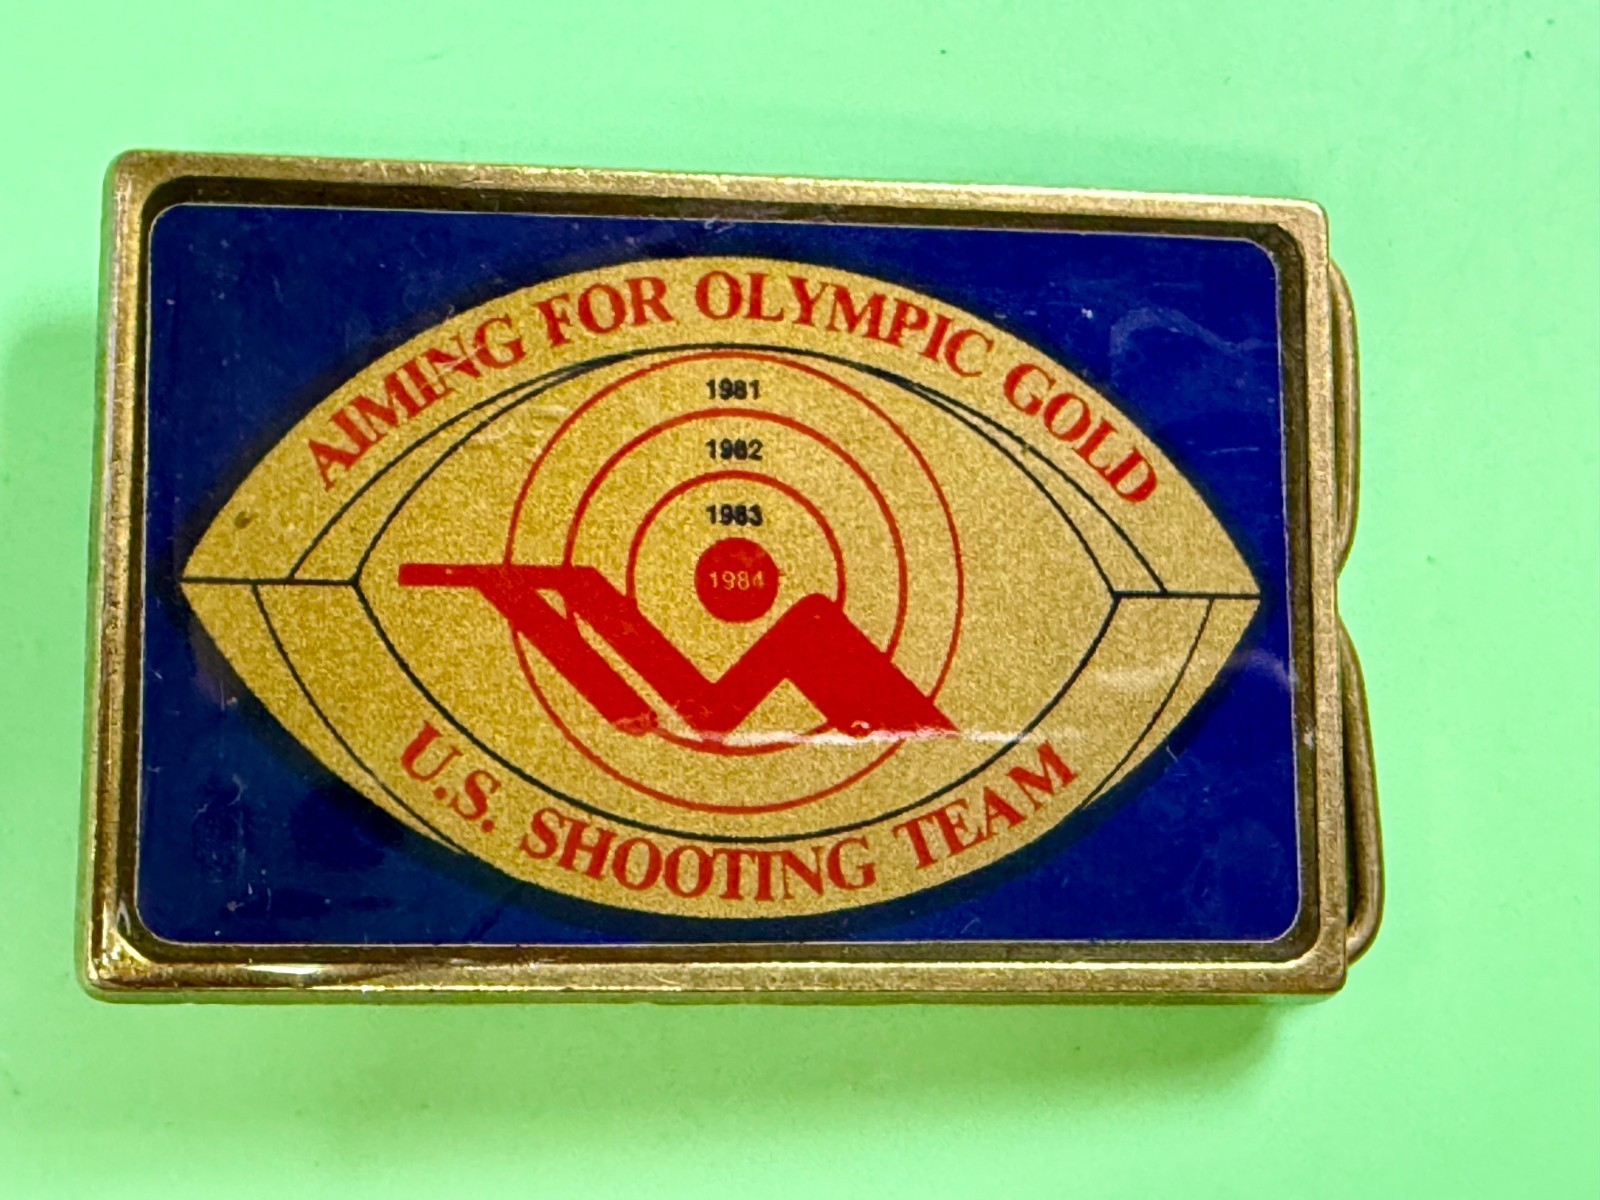 AIMING FOR OLYMPIC GOLD
1981
1982
1983
1984
U.S. SHOOTING TEAM